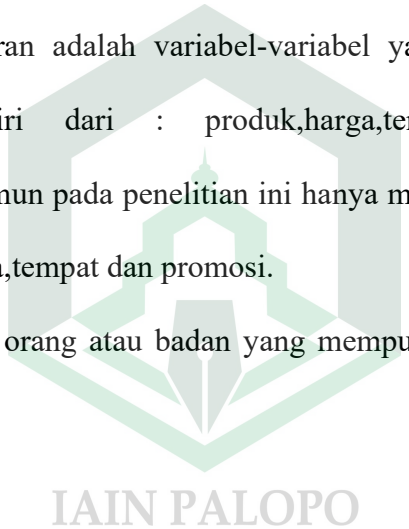 ran adalah variabel-variabel ya
iri dari : produk,harga,ter
mun pada penelitian ini hanya m
a,tempat dan promosi.
orang atau badan yang mempu
IAIN PALOPO